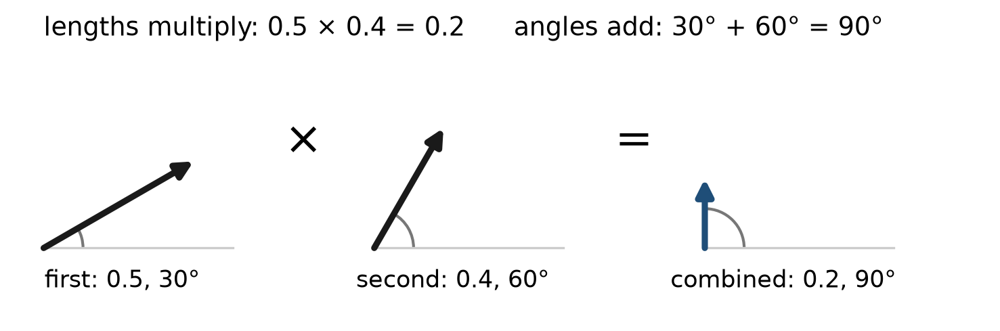 lengths multiply: 0.5 × 0.4 = 0.2 angles add: 30° + 60° = 90°
× =
first: 0.5, 30° second: 0.4, 60° combined: 0.2, 90°